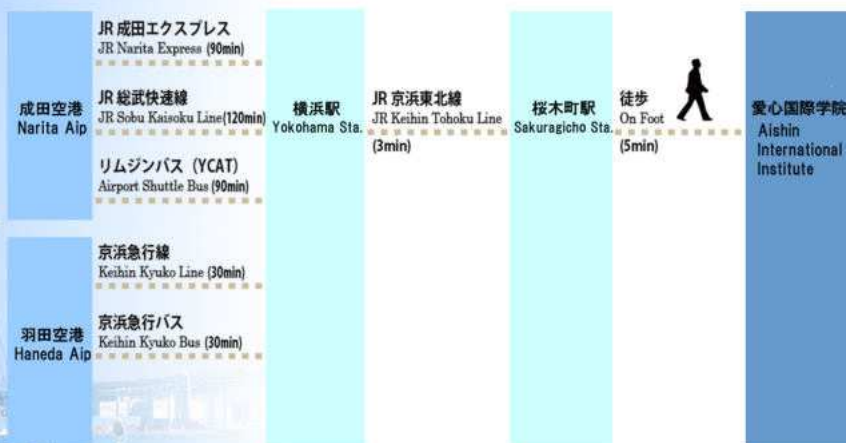 成田空港
Narita Aip
JR 成田エクスプレス
JR Narita Express (90min)
JR 総武快速線
JR Sobu Kaisoku Line(120min)
リムジンバス（YCAT）
Airport Shuttle Bus (90min)
羽田空港
Haneda Aip
京浜急行線
Keihin Kyuko Line (30min)
京浜急行バス
Keihin Kyuko Bus (30min)
横浜駅
Yokohama Sta.
JR 京浜東北線
JR Keihin Tohoku Line
(3min)
桜木町駅
Sakuragicho Sta.
徒歩
On Foot
(5min)
愛心国際学院
Aishin
International
Institute